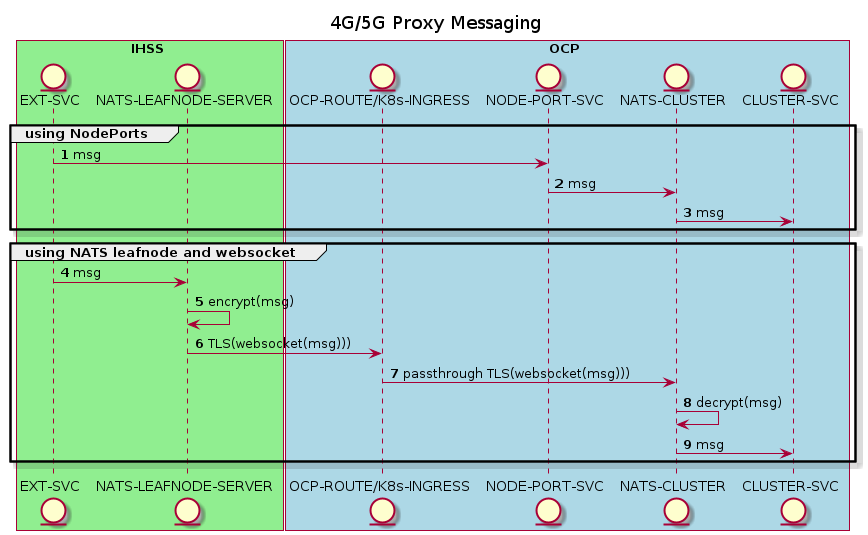 4G/5G Proxy Messaging
IHSS
OCP
EXT-SVC
NATS-LEAFNODE-SERVER
OCP-ROUTE/K8s-INGRESS
NODE-PORT-SVC
NATS-CLUSTER
CLUSTER-SVC
using NodePorts
1 msg
2 msg
3 msg
using NATS leafnode and websocket
4 msg
5 encrypt(msg)
6 TLS(websocket(msg)))
7 passthrough TLS(websocket(msg)))
8 decrypt(msg)
9 msg
EXT-SVC
NATS-LEAFNODE-SERVER
OCP-ROUTE/K8s-INGRESS
NODE-PORT-SVC
NATS-CLUSTER
CLUSTER-SVC